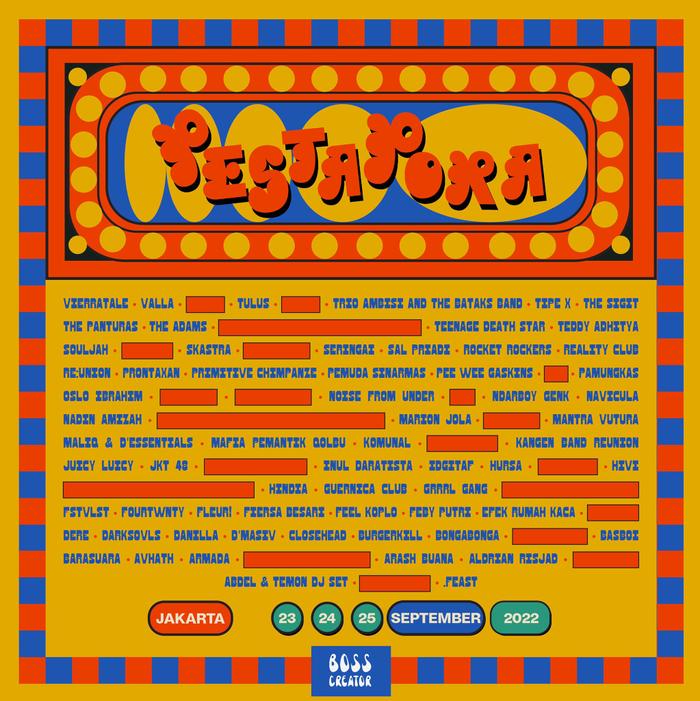 PESTAPORA
VIERRATALE • VALLA • • TULUS • • TRIO AMBISI AND THE BATAKS BAND • TIPE X • THE SIGIT
THE PANTURAS • THE ADAMS • • TEENAGE DEATH STAR • TEDDY ADHITYA
SOULJAH • • SKASTRA • • SERINGAI • SAL PRIADI • ROCKET ROCKERS • REALITY CLUB
RE:UNION • PRONTAXAN • PRIMITIVE CHIMPANIE • PEMUDA SINARMAS • PEE WEE GASKINS • • PAMUNGKAS
OSLO IBRAHIM • • • NOISE FROM UNDER • • NDARBOY GENK • NAVICULA
NADIN AMIZAH • • MARION JOLA • • MANTRA VUTURA
MALIQ & D'ESSENTIALS • MAFIA PEMANTIK QOLBU • KOMUNAL • • KANGEN BAND REUNION
JUICY LUICY • JKT 48 • • INUL DARATISTA • IDGITAF • HURSA • • HIVI
• HINDIA • GUERNICA CLUB • GRRRL GANG •
FSTVLST • FOURTWNTY • FLEUR! • FIERSA BESARI • FEEL KOPLO • FEBY PUTRI • EFEK RUMAH KACA •
DERE • DARKSOVLS • DANILLA • D'MASIV • CLOSEHEAD • BURGERKILL • BONGABONGA • • BASBOI
BARASUARA • AVHATH • ARMADA • • ARASH BUANA • ALDRIAN RISJAD •
ABDEL & TEMON DJ SET • • .FEAST
JAKARTA 23 24 25 SEPTEMBER 2022
BOSS
CREATOR